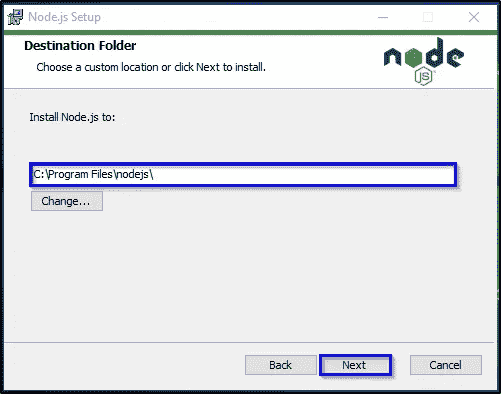 Node.js Setup
Destination Folder
Choose a custom location or click Next to install.
node
JS
Install Node.js to:
C:\Program Files\nodejs\
Change...
Back
Next
Cancel